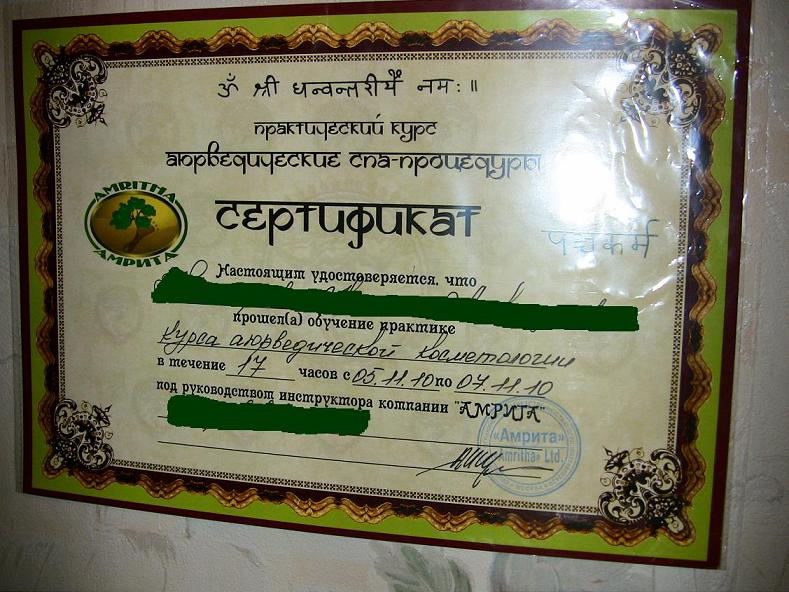 ॐ श्री धन्वन्तरीयैं नमः॥
практический курс
аюрведические спа-процедуры
AMRITHA
АМРИТА
Сертификат
पञ्चकर्म
Настоящим удостоверяется, что
прошел(а) обучение практике
курса аюрведической косметологии
в течение 17 часов с 05.11.10 по 07.11.10
под руководством инструктора компании "АМРИТА"
«Амрита»
«Amritha» Ltd.